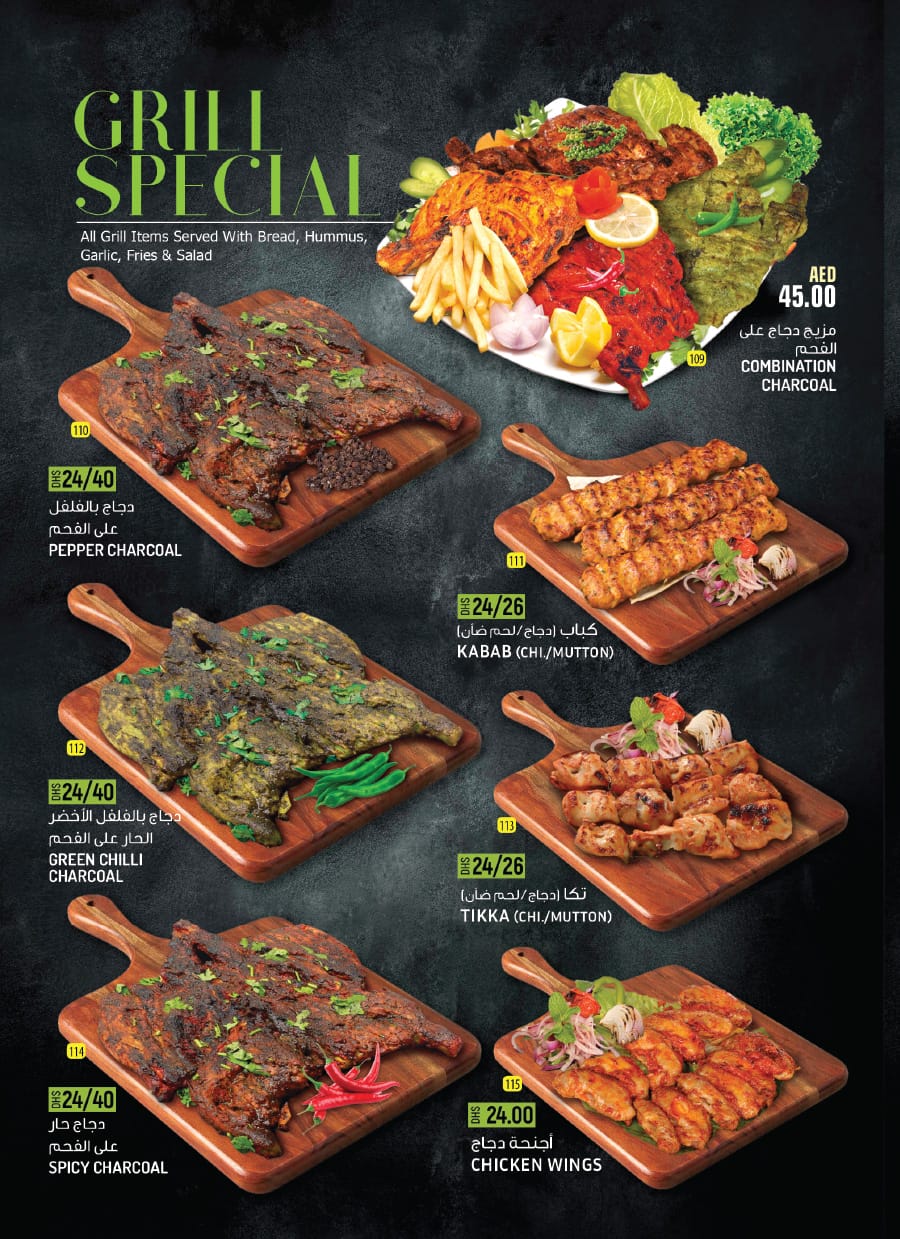 GRILL
SPECIAL
All Grill Items Served With Bread, Hummus,
Garlic, Fries & Salad
AED
45.00
مزيج دجاج على
الفحم
COMBINATION
CHARCOAL
109
110
DHS 24/40
دجاج بالفلفل
على الفحم
PEPPER CHARCOAL
111
DHS 24/26
كباب (دجاج/لحم ضأن)
KABAB (CHI./MUTTON)
112
DHS 24/40
دجاج بالفلفل الأخضر
الحار على الفحم
GREEN CHILLI
CHARCOAL
113
DHS 24/26
تكا (دجاج/لحم ضأن)
TIKKA (CHI./MUTTON)
114
DHS 24/40
دجاج حار
على الفحم
SPICY CHARCOAL
115
DHS 24.00
أجنحة دجاج
CHICKEN WINGS